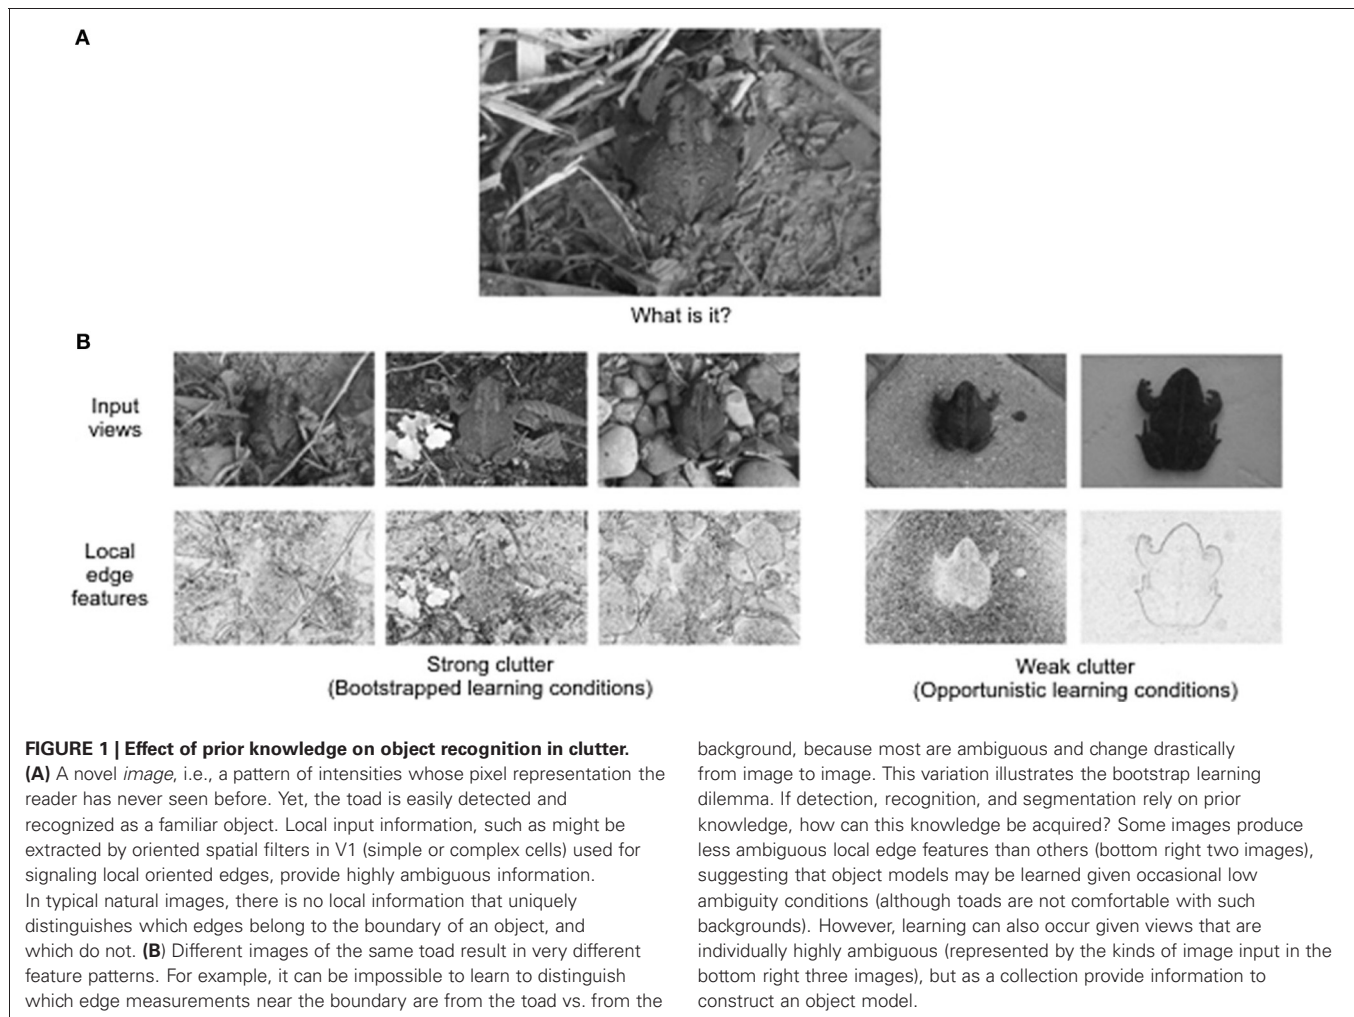 A
What is it?
B
Input
views
Local
edge
features
Strong clutter
(Bootstrapped learning conditions)
Weak clutter
(Opportunistic learning conditions)
FIGURE 1 | Effect of prior knowledge on object recognition in clutter.
(A) A novel image, i.e., a pattern of intensities whose pixel representation the
reader has never seen before. Yet, the toad is easily detected and
recognized as a familiar object. Local input information, such as might be
extracted by oriented spatial filters in V1 (simple or complex cells) used for
signaling local oriented edges, provide highly ambiguous information.
In typical natural images, there is no local information that uniquely
distinguishes which edges belong to the boundary of an object, and
which do not. (B) Different images of the same toad result in very different
feature patterns. For example, it can be impossible to learn to distinguish
which edge measurements near the boundary are from the toad vs. from the
background, because most are ambiguous and change drastically
from image to image. This variation illustrates the bootstrap learning
dilemma. If detection, recognition, and segmentation rely on prior
knowledge, how can this knowledge be acquired? Some images produce
less ambiguous local edge features than others (bottom right two images),
suggesting that object models may be learned given occasional low
ambiguity conditions (although toads are not comfortable with such
backgrounds). However, learning can also occur given views that are
individually highly ambiguous (represented by the kinds of image input in the
bottom right three images), but as a collection provide information to
construct an object model.